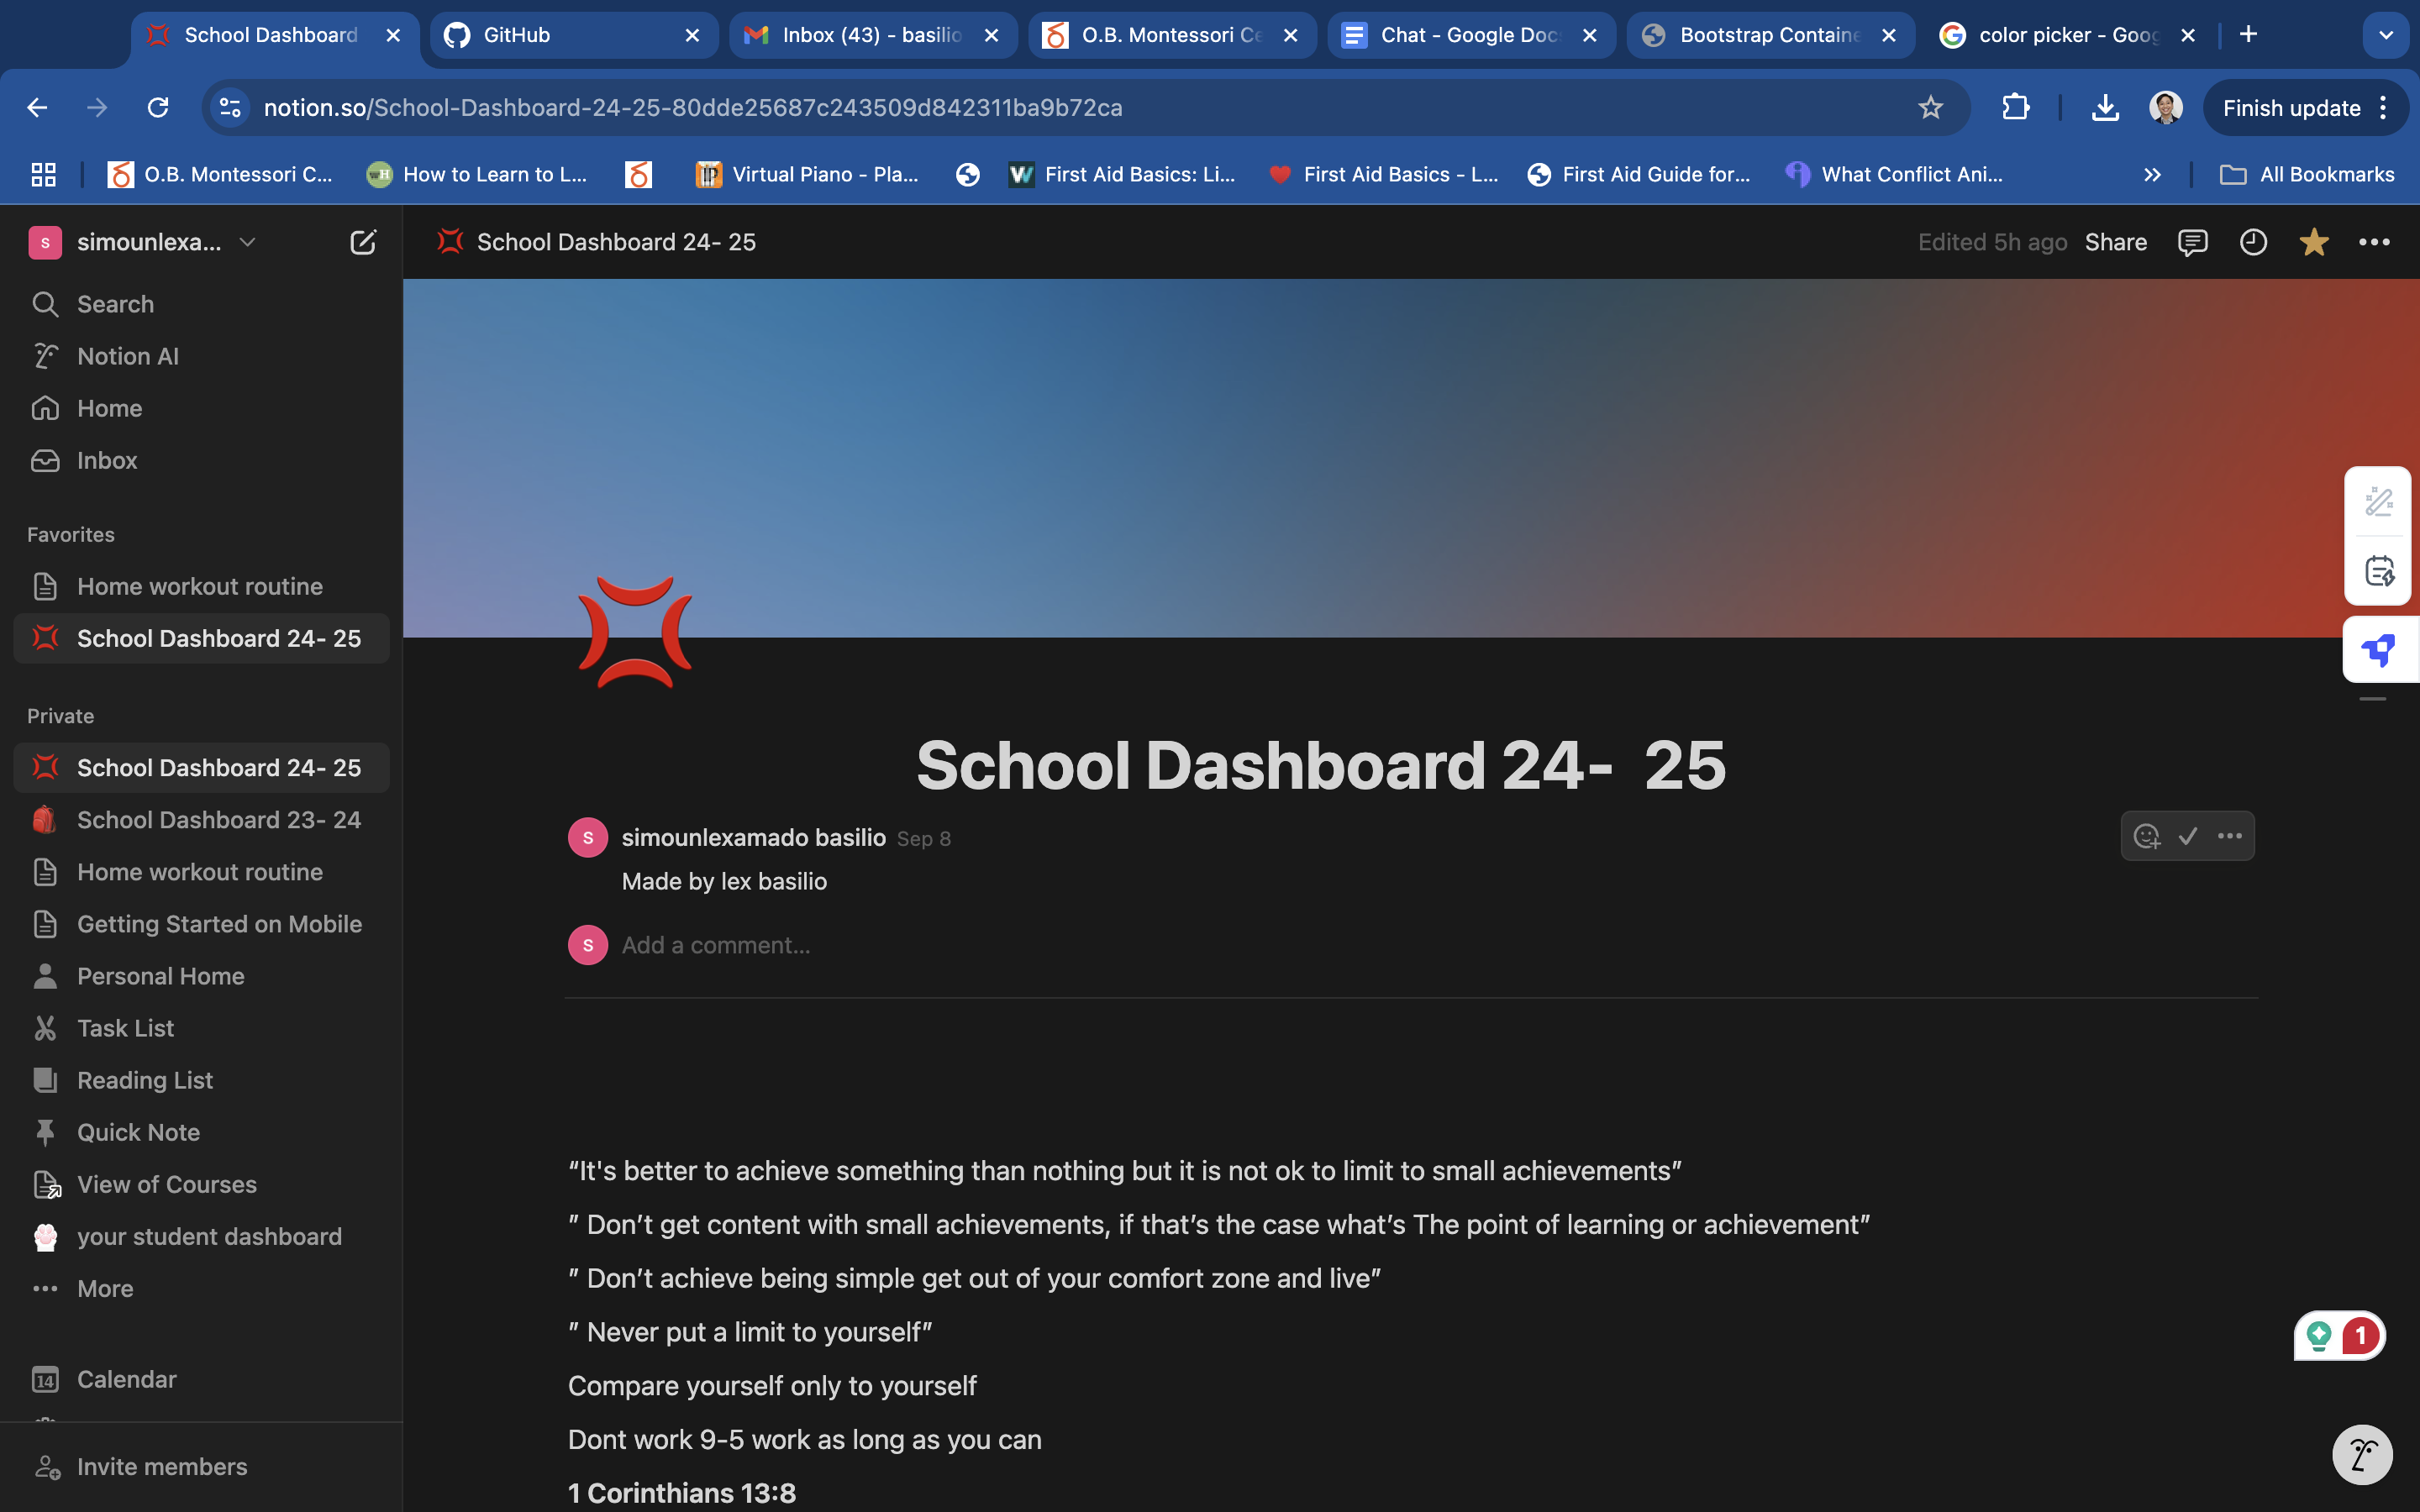 School Dashboard
GitHub
Inbox (43) - basilio
O.B. Montessori Ce
Chat - Google Doc
Bootstrap Containe
color picker - Goog
notion.so/School-Dashboard-24-25-80dde25687c243509d842311ba9b72ca
Finish update
O.B. Montessori C...
WH
How to Learn to L...
Virtual Piano - Pla...
W
First Aid Basics: Li...
First Aid Basics - L...
First Aid Guide for...
What Conflict Ani...
All Bookmarks
S
simounlexa...
School Dashboard 24- 25
Edited 5h ago
Share
Search
Notion AI
Home
Inbox
Favorites
Home workout routine
School Dashboard 24- 25
Private
School Dashboard 24- 25
School Dashboard 23- 24
Home workout routine
Getting Started on Mobile
Personal Home
Task List
Reading List
Quick Note
View of Courses
your student dashboard
More
14
Calendar
Invite members
School Dashboard 24-  25
S
simounlexamado basilio Sep 8
Made by lex basilio
S
Add a comment...
“It's better to achieve something than nothing but it is not ok to limit to small achievements”
” Don’t get content with small achievements, if that’s the case what’s The point of learning or achievement”
” Don’t achieve being simple get out of your comfort zone and live”
” Never put a limit to yourself”
Compare yourself only to yourself
Dont work 9-5 work as long as you can
1 Corinthians 13:8
1